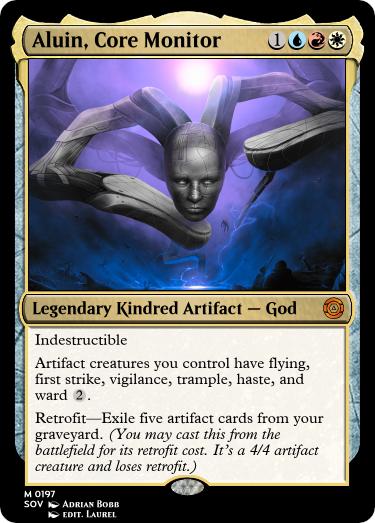 Aluin, Core Monitor 1
Legendary Kindred Artifact — God
Indestructible
Artifact creatures you control have flying,
first strike, vigilance, trample, haste, and
ward 2.
Retrofit—Exile five artifact cards from your
graveyard. (You may cast this from the
battlefield for its retrofit cost. It's a 4/4 artifact
creature and loses retrofit.)
M 0197
SOV Adrian Bobb
edit. Laurel